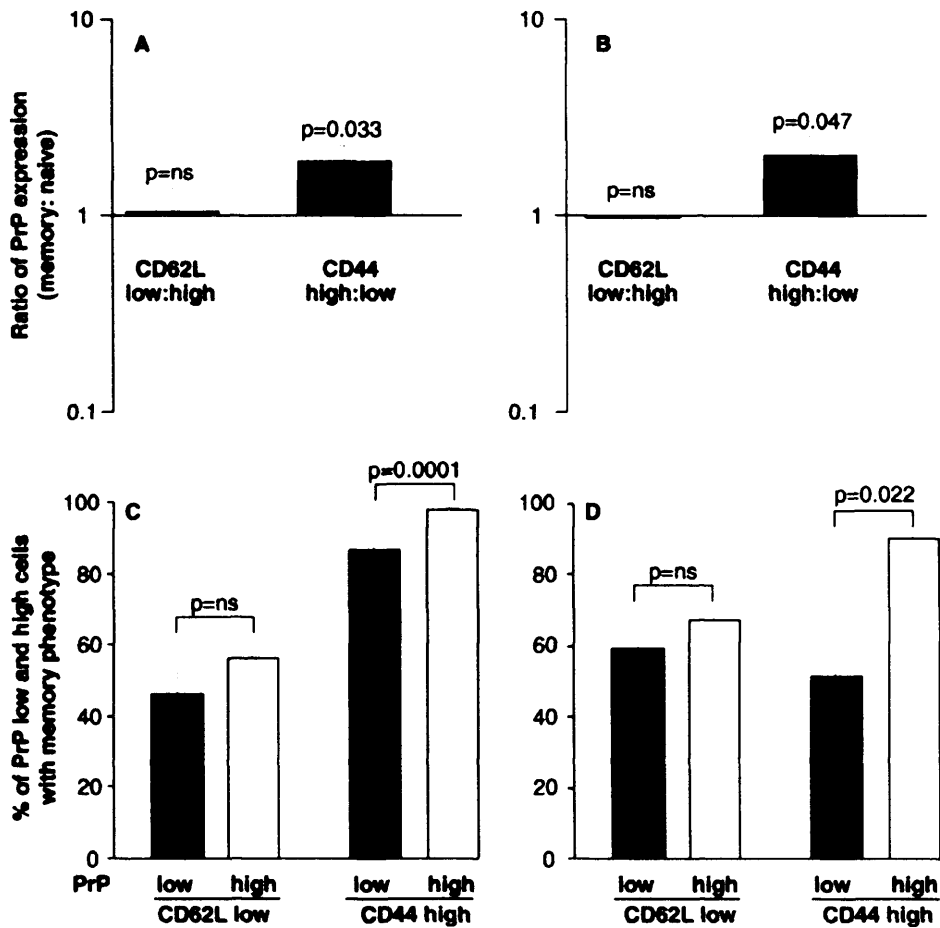 Ratio of PrP expression
(memory: naive)
10
1
0.1
A
p=ns
p=0.033
CD62L
low:high
CD44
high:low
10
1
0.1
B
p=ns
p=0.047
CD62L
low:high
CD44
high:low
% of PrP low and high cells
with memory phenotype
100
80
60
40
20
0
C
p=ns
p=0.0001
PrP
low high low high
CD62L low CD44 high
100
80
60
40
20
0
D
p=ns
p=0.022
low high low high
CD62L low CD44 high